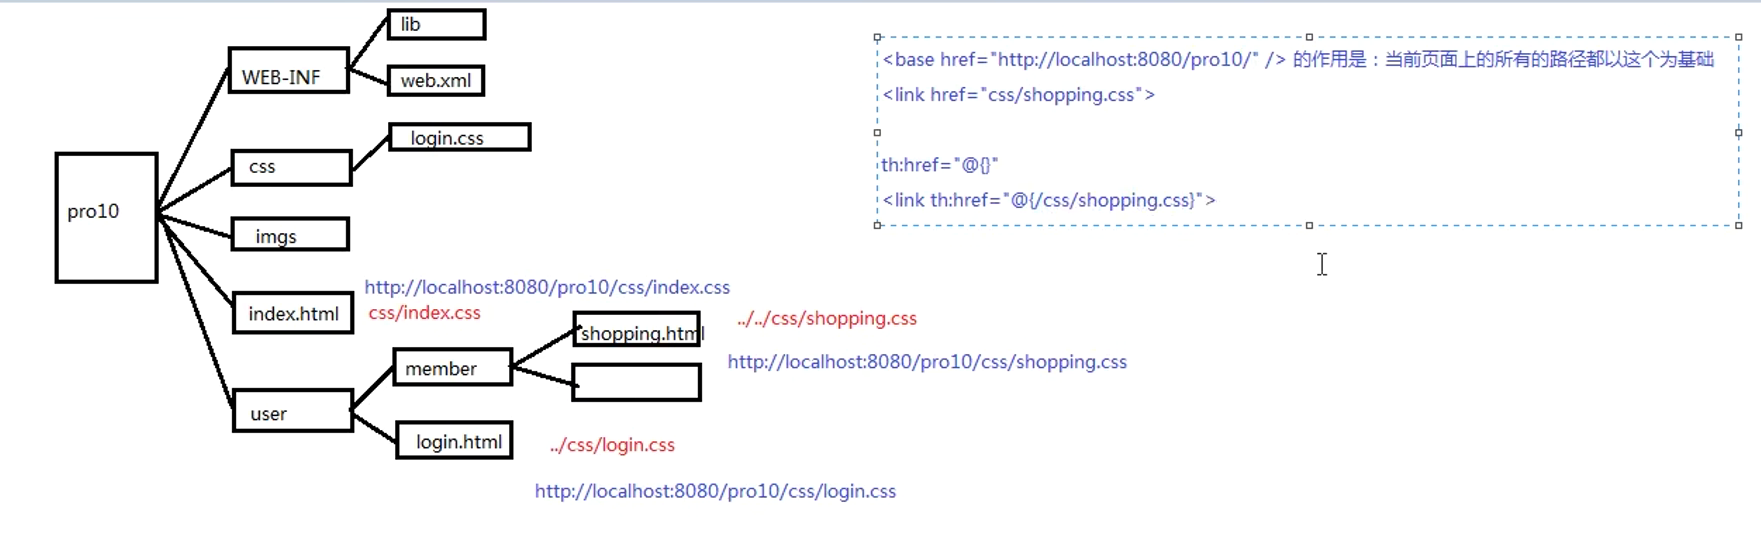 lib
WEB-INF
web.xml
login.css
css
pro10
imgs
http://localhost:8080/pro10/css/index.css
index.html
css/index.css
shopping.html
../../css/shopping.css
http://localhost:8080/pro10/css/shopping.css
member
user
login.html
../css/login.css
http://localhost:8080/pro10/css/login.css
<base href="http://localhost:8080/pro10/" /> 的作用是：当前页面上的所有的路径都以这个为基础
<link href="css/shopping.css">
th:href="@{}"
<link th:href="@{/css/shopping.css}">